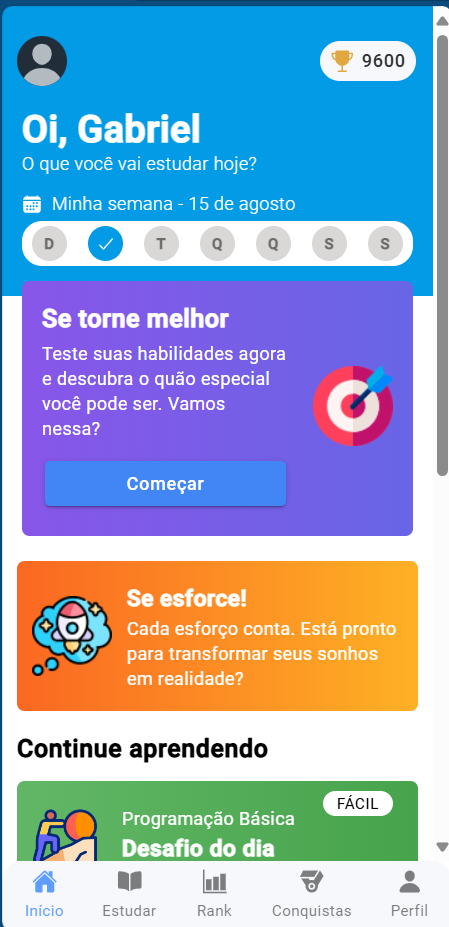 9600
Oi, Gabriel
O que você vai estudar hoje?
Minha semana - 15 de agosto
D T Q Q S S
Se torne melhor
Teste suas habilidades agora
e descubra o quão especial
você pode ser. Vamos
nessa?
Começar
Se esforce!
Cada esforço conta. Está pronto
para transformar seus sonhos
em realidade?
Continue aprendendo
FÁCIL
Programação Básica
Desafio do dia
Início Estudar Rank Conquistas Perfil